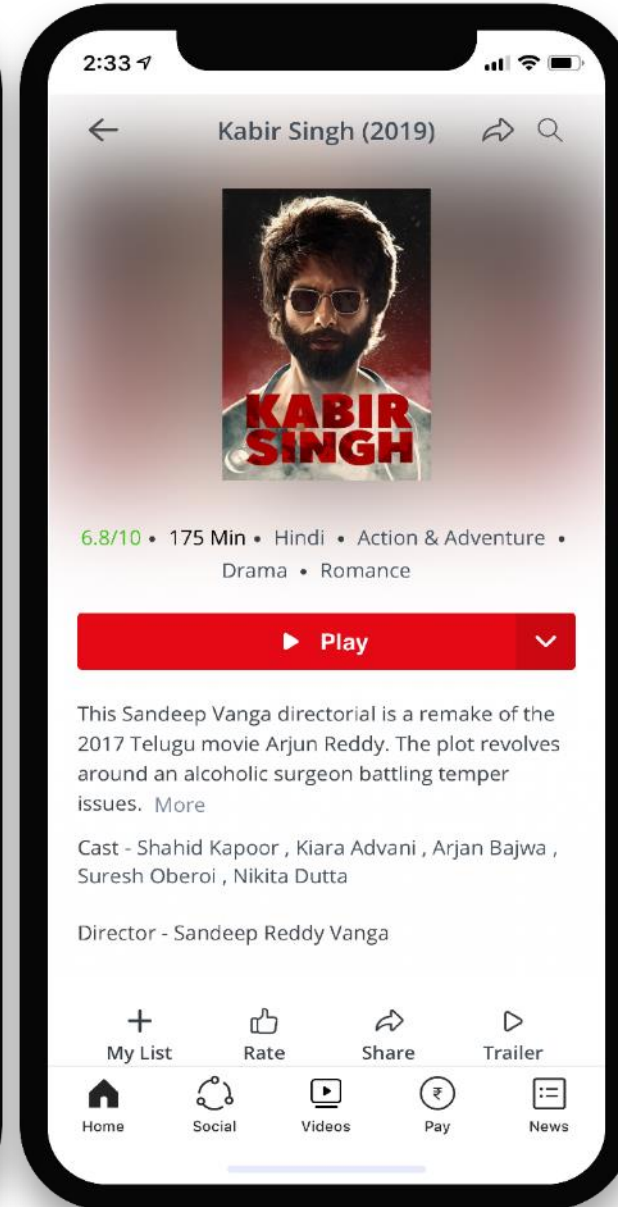 2:33
Kabir Singh (2019)
KABIR
SINGH
6.8/10 • 175 Min • Hindi • Action & Adventure •
Drama • Romance
Play
This Sandeep Vanga directorial is a remake of the
2017 Telugu movie Arjun Reddy. The plot revolves
around an alcoholic surgeon battling temper
issues. More
Cast - Shahid Kapoor , Kiara Advani , Arjan Bajwa ,
Suresh Oberoi , Nikita Dutta
Director - Sandeep Reddy Vanga
My List Rate Share Trailer
₹
Home Social Videos Pay News